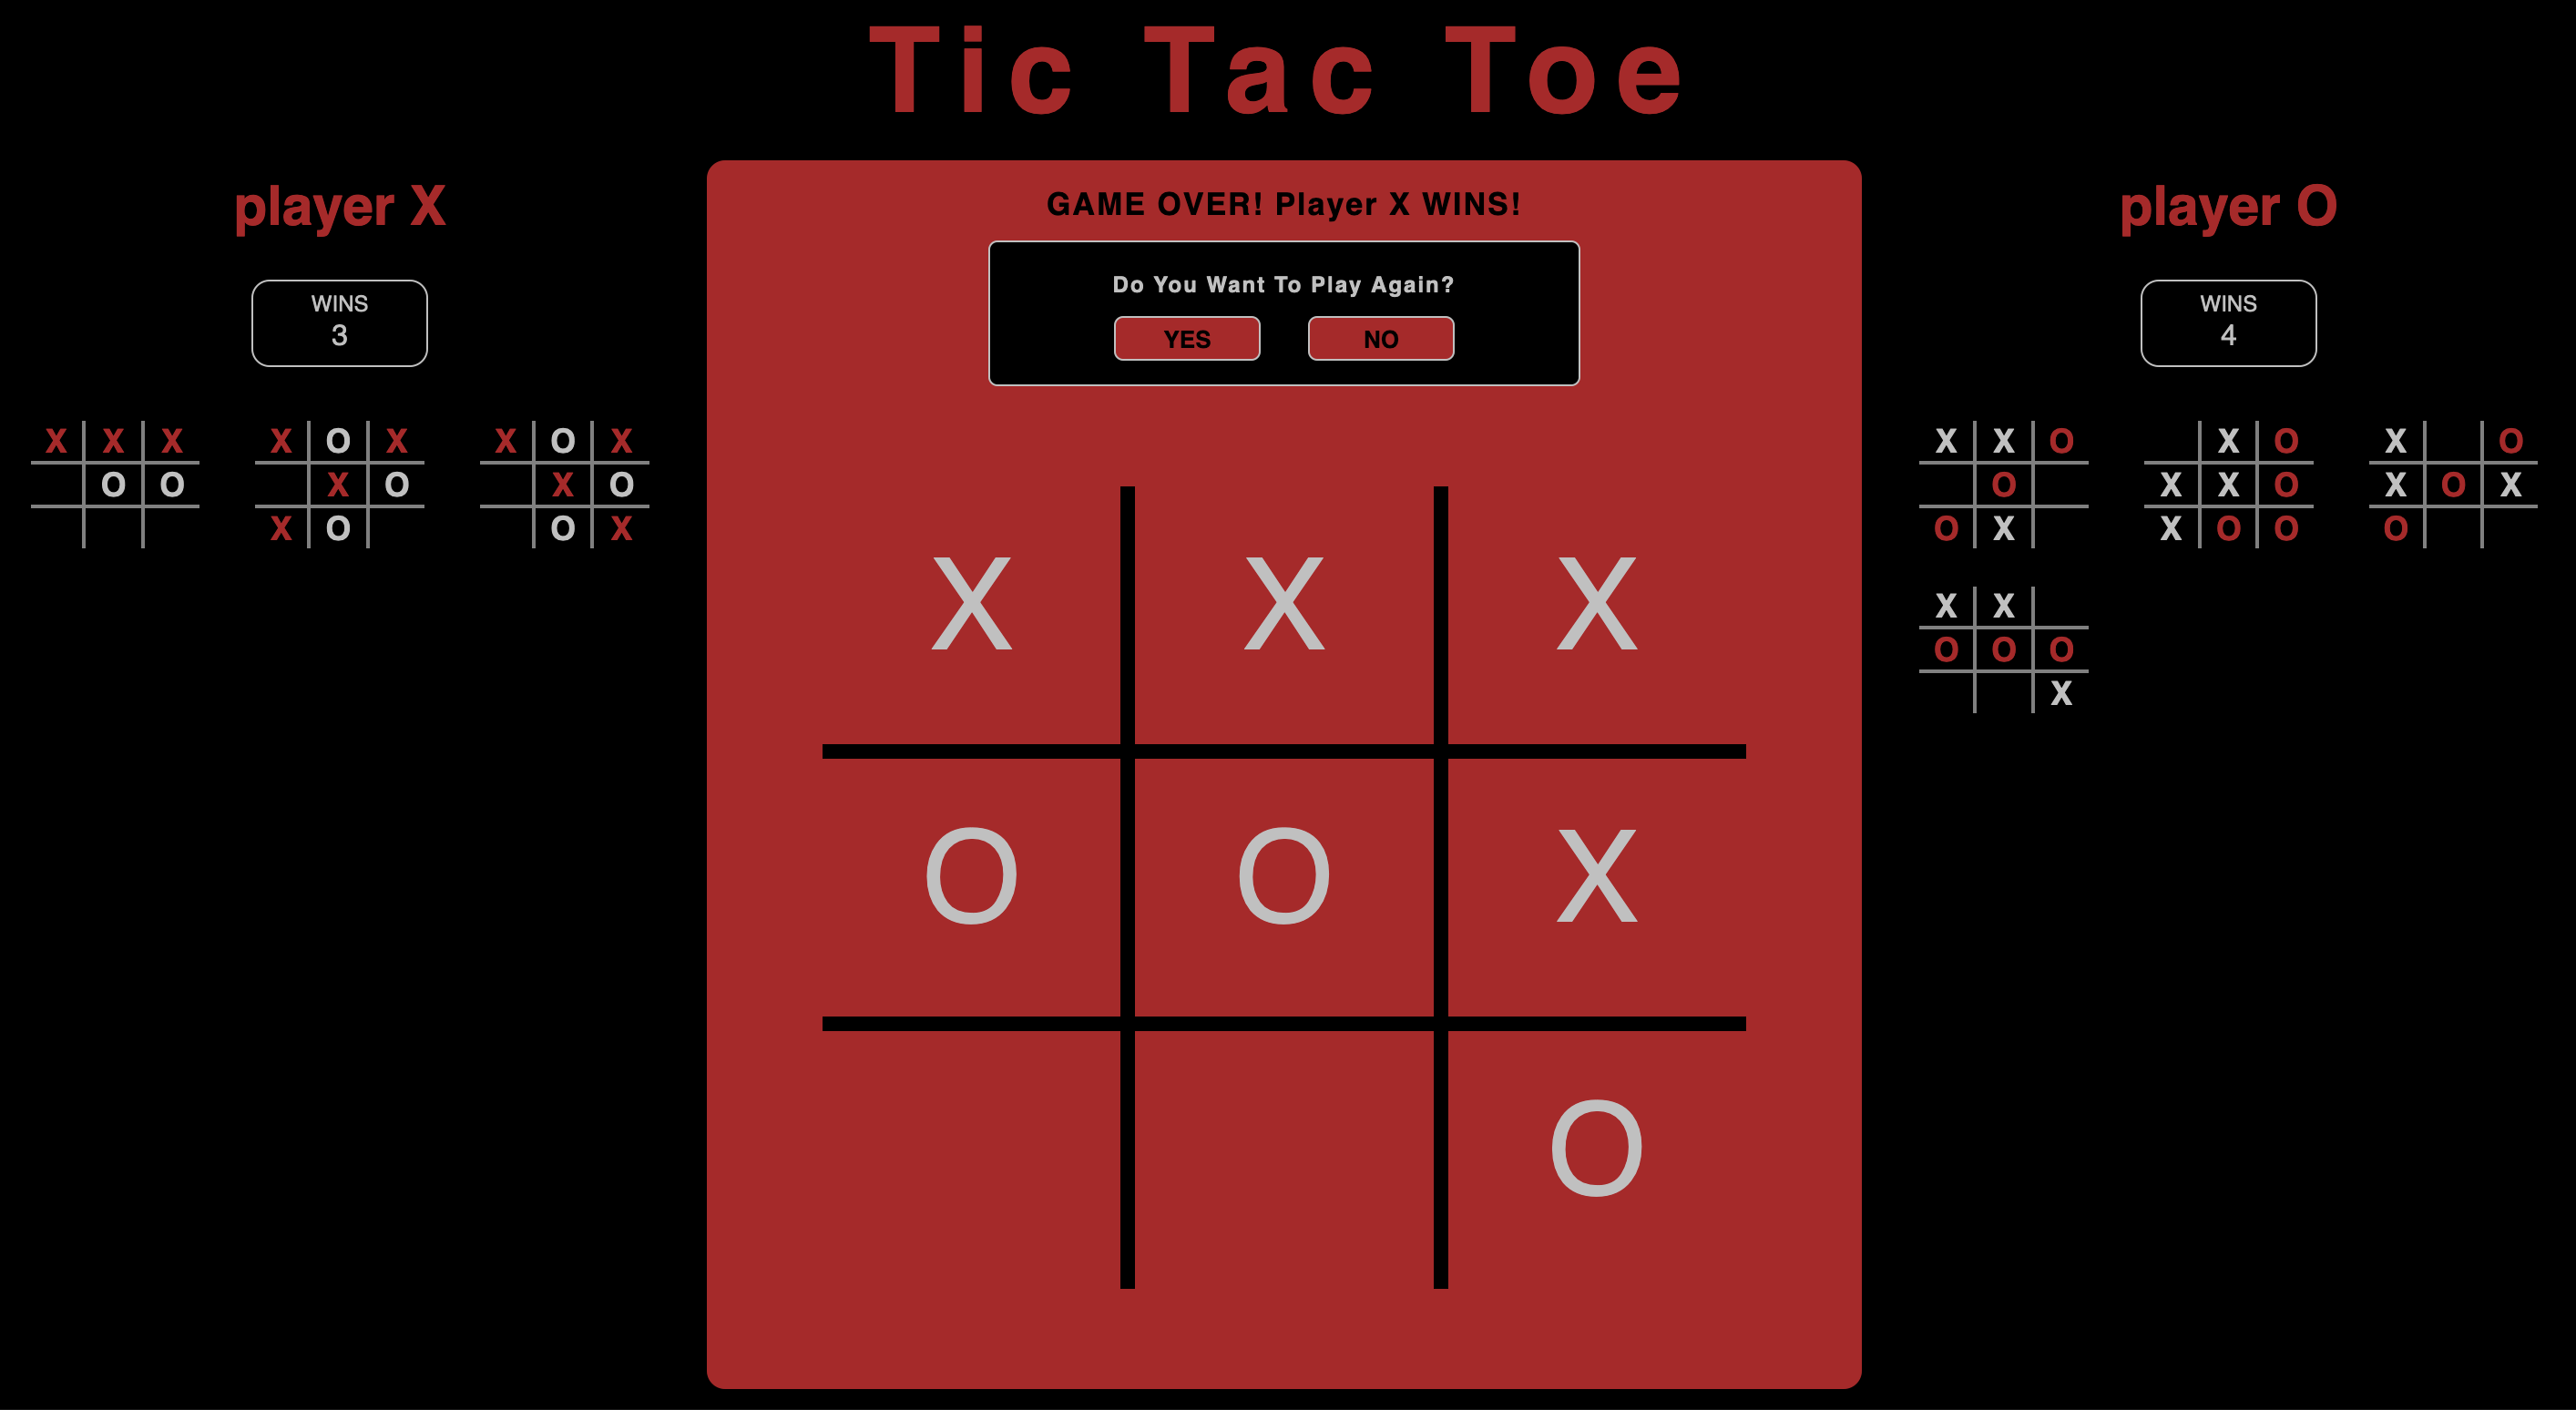 Tic Tac Toe
player X
WINS
3
X X X
O O
X O X
X O
X O
X O X
X O
O X
GAME OVER! Player X WINS!
Do You Want To Play Again?
YES NO
X X X
O O X
O
player O
WINS
4
X X O
O
O X
X O
X X O
X O O
X O
X O X
O
X X
O O O
X